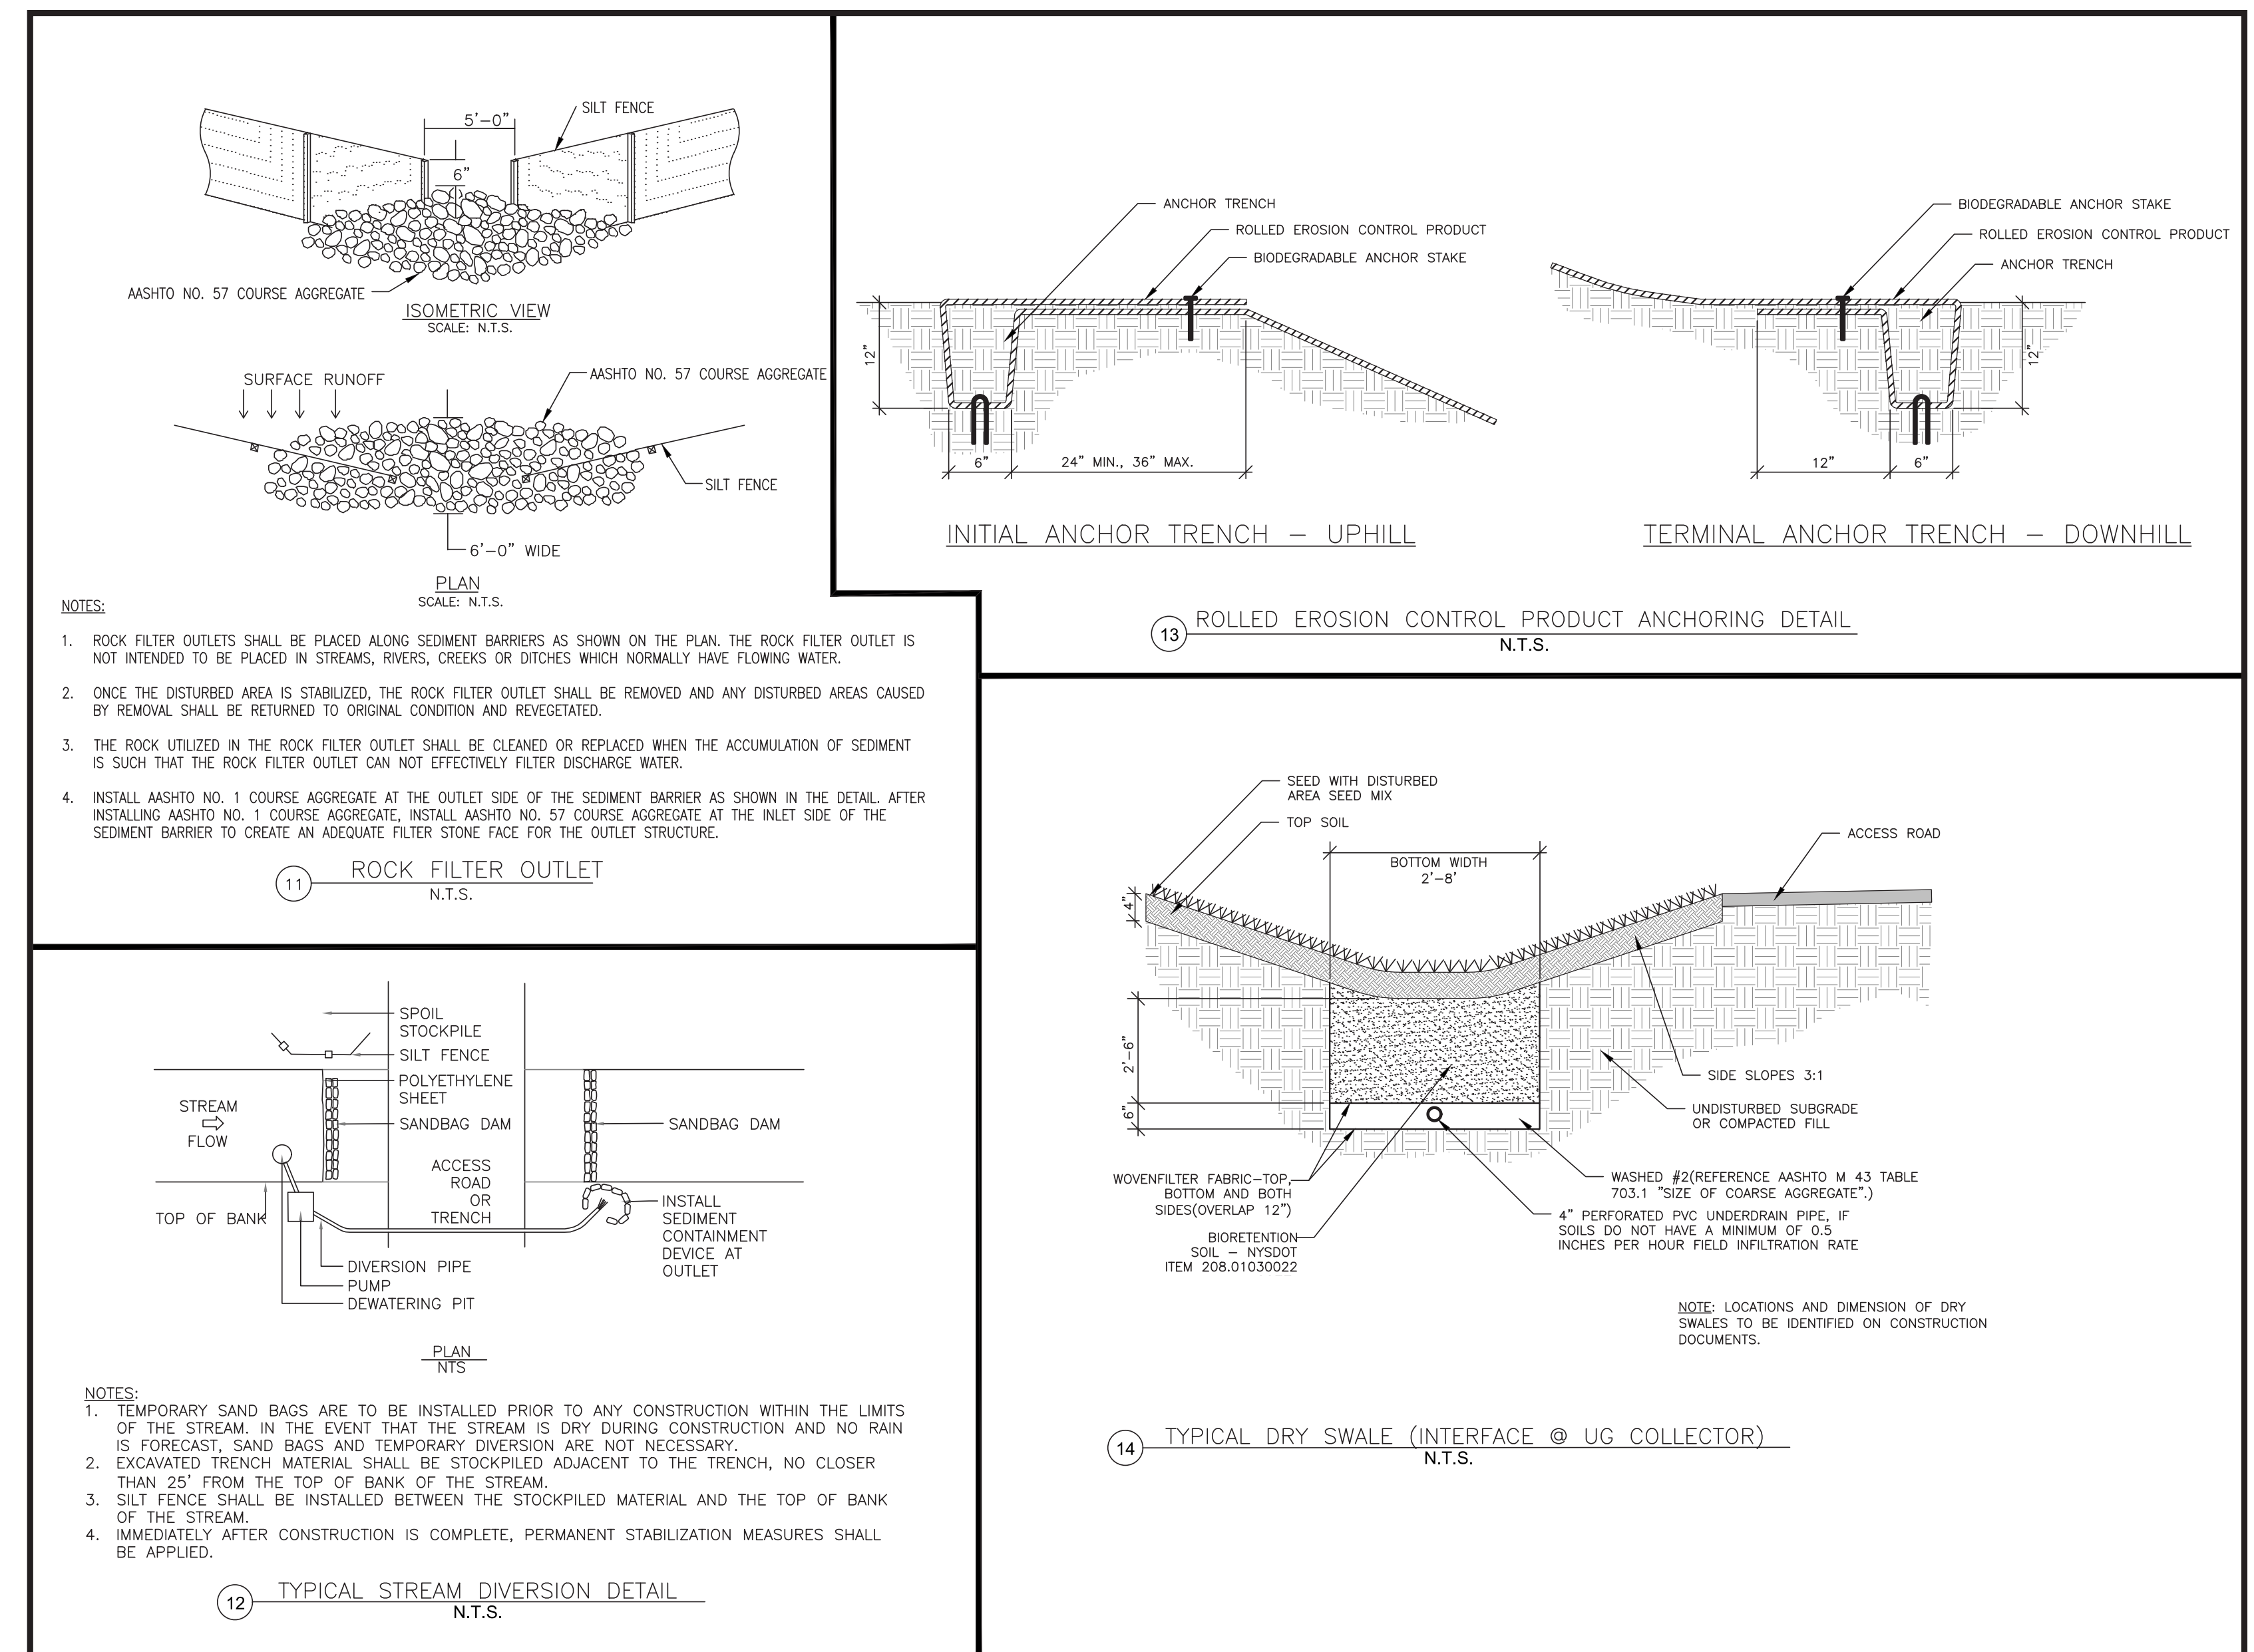 SILT FENCE
5'-0"
6"
AASHTO NO. 57 COURSE AGGREGATE
ISOMETRIC VIEW
SCALE: N.T.S.
SURFACE RUNOFF
AASHTO NO. 57 COURSE AGGREGATE
SILT FENCE
6'-0" WIDE
PLAN
SCALE: N.T.S.
NOTES:
1. ROCK FILTER OUTLETS SHALL BE PLACED ALONG SEDIMENT BARRIERS AS SHOWN ON THE PLAN. THE ROCK FILTER OUTLET IS
NOT INTENDED TO BE PLACED IN STREAMS, RIVERS, CREEKS OR DITCHES WHICH NORMALLY HAVE FLOWING WATER.
2. ONCE THE DISTURBED AREA IS STABILIZED, THE ROCK FILTER OUTLET SHALL BE REMOVED AND ANY DISTURBED AREAS CAUSED
BY REMOVAL SHALL BE RETURNED TO ORIGINAL CONDITION AND REVEGETATED.
3. THE ROCK UTILIZED IN THE ROCK FILTER OUTLET SHALL BE CLEANED OR REPLACED WHEN THE ACCUMULATION OF SEDIMENT
IS SUCH THAT THE ROCK FILTER OUTLET CAN NOT EFFECTIVELY FILTER DISCHARGE WATER.
4. INSTALL AASHTO NO. 1 COURSE AGGREGATE AT THE OUTLET SIDE OF THE SEDIMENT BARRIER AS SHOWN IN THE DETAIL. AFTER
INSTALLING AASHTO NO. 1 COURSE AGGREGATE, INSTALL AASHTO NO. 57 COURSE AGGREGATE AT THE INLET SIDE OF THE
SEDIMENT BARRIER TO CREATE AN ADEQUATE FILTER STONE FACE FOR THE OUTLET STRUCTURE.
11 ROCK FILTER OUTLET
N.T.S.
ANCHOR TRENCH
ROLLED EROSION CONTROL PRODUCT
BIODEGRADABLE ANCHOR STAKE
12"
6"
24" MIN., 36" MAX.
INITIAL ANCHOR TRENCH – UPHILL
BIODEGRADABLE ANCHOR STAKE
ROLLED EROSION CONTROL PRODUCT
ANCHOR TRENCH
12"
12"
6"
TERMINAL ANCHOR TRENCH – DOWNHILL
13 ROLLED EROSION CONTROL PRODUCT ANCHORING DETAIL
N.T.S.
SPOIL
STOCKPILE
SILT FENCE
POLYETHYLENE
SHEET
STREAM
FLOW
SANDBAG DAM
SANDBAG DAM
ACCESS
ROAD
OR
TRENCH
TOP OF BANK
INSTALL
SEDIMENT
CONTAINMENT
DEVICE AT
OUTLET
DIVERSION PIPE
PUMP
DEWATERING PIT
PLAN
NTS
NOTES:
1. TEMPORARY SAND BAGS ARE TO BE INSTALLED PRIOR TO ANY CONSTRUCTION WITHIN THE LIMITS
OF THE STREAM. IN THE EVENT THAT THE STREAM IS DRY DURING CONSTRUCTION AND NO RAIN
IS FORECAST, SAND BAGS AND TEMPORARY DIVERSION ARE NOT NECESSARY.
2. EXCAVATED TRENCH MATERIAL SHALL BE STOCKPILED ADJACENT TO THE TRENCH, NO CLOSER
THAN 25' FROM THE TOP OF BANK OF THE STREAM.
3. SILT FENCE SHALL BE INSTALLED BETWEEN THE STOCKPILED MATERIAL AND THE TOP OF BANK
OF THE STREAM.
4. IMMEDIATELY AFTER CONSTRUCTION IS COMPLETE, PERMANENT STABILIZATION MEASURES SHALL
BE APPLIED.
12 TYPICAL STREAM DIVERSION DETAIL
N.T.S.
SEED WITH DISTURBED
AREA SEED MIX
TOP SOIL
BOTTOM WIDTH
2'-8'
ACCESS ROAD
4"
2'-6"
6"
SIDE SLOPES 3:1
UNDISTURBED SUBGRADE
OR COMPACTED FILL
WOVENFILTER FABRIC-TOP,
BOTTOM AND BOTH
SIDES(OVERLAP 12")
WASHED #2(REFERENCE AASHTO M 43 TABLE
703.1 "SIZE OF COARSE AGGREGATE".)
BIORETENTION
SOIL – NYSDOT
ITEM 208.01030022
4" PERFORATED PVC UNDERDRAIN PIPE, IF
SOILS DO NOT HAVE A MINIMUM OF 0.5
INCHES PER HOUR FIELD INFILTRATION RATE
NOTE: LOCATIONS AND DIMENSION OF DRY
SWALES TO BE IDENTIFIED ON CONSTRUCTION
DOCUMENTS.
14 TYPICAL DRY SWALE (INTERFACE @ UG COLLECTOR)
N.T.S.